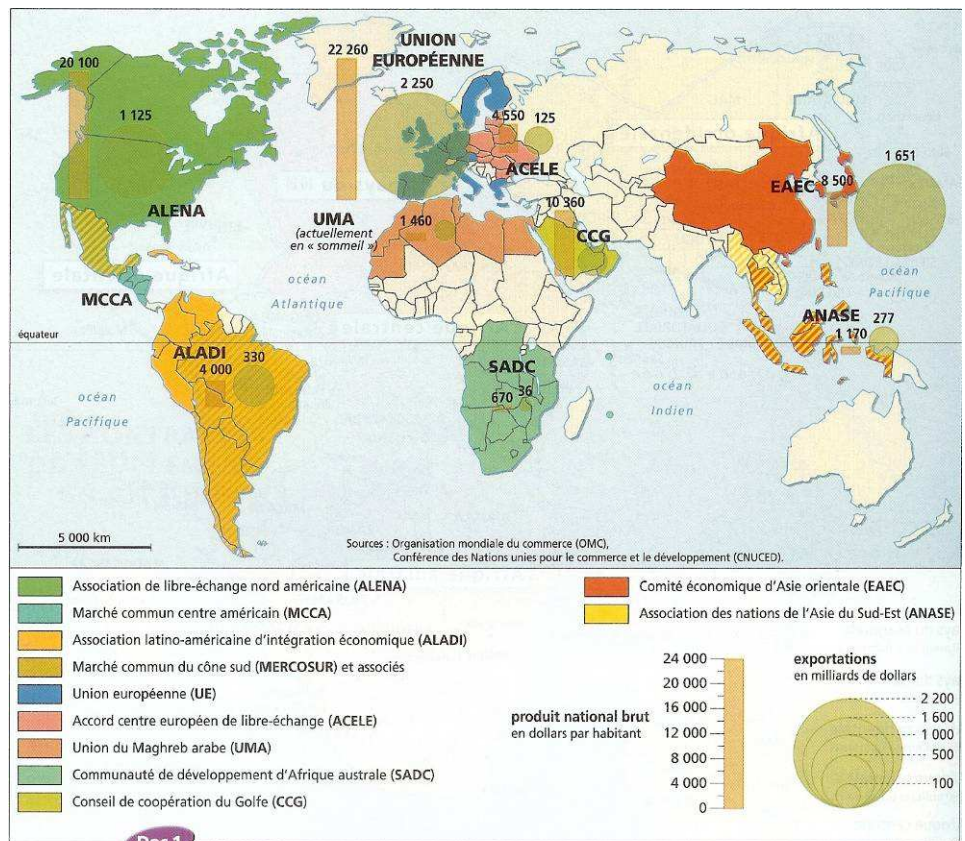 UNION
EUROPÉENNE
22 260
20 100
2 250
1 125
4 550
125
ACELE
1 651
EAEC
8 500
ALENA
UMA
(actuellement
en « sommeil »)
1 460
10 360
CCG
océan
Atlantique
océan
Pacifique
MCCA
ANASE
277
1 170
équateur
ALADI
330
4 000
SADC
670
36
océan
Pacifique
océan
Indien
5 000 km
Sources : Organisation mondiale du commerce (OMC),
Conférence des Nations unies pour le commerce et le développement (CNUCED).
Association de libre-échange nord américaine (ALENA)
Marché commun centre américain (MCCA)
Association latino-américaine d'intégration économique (ALADI)
Marché commun du cône sud (MERCOSUR) et associés
Union européenne (UE)
Accord centre européen de libre-échange (ACELE)
Union du Maghreb arabe (UMA)
Communauté de développement d'Afrique australe (SADC)
Conseil de coopération du Golfe (CCG)
Comité économique d'Asie orientale (EAEC)
Association des nations de l'Asie du Sud-Est (ANASE)
produit national brut
en dollars par habitant
24 000
20 000
16 000
12 000
8 000
4 000
0
exportations
en milliards de dollars
2 200
1 600
1 000
500
100
Doc 1